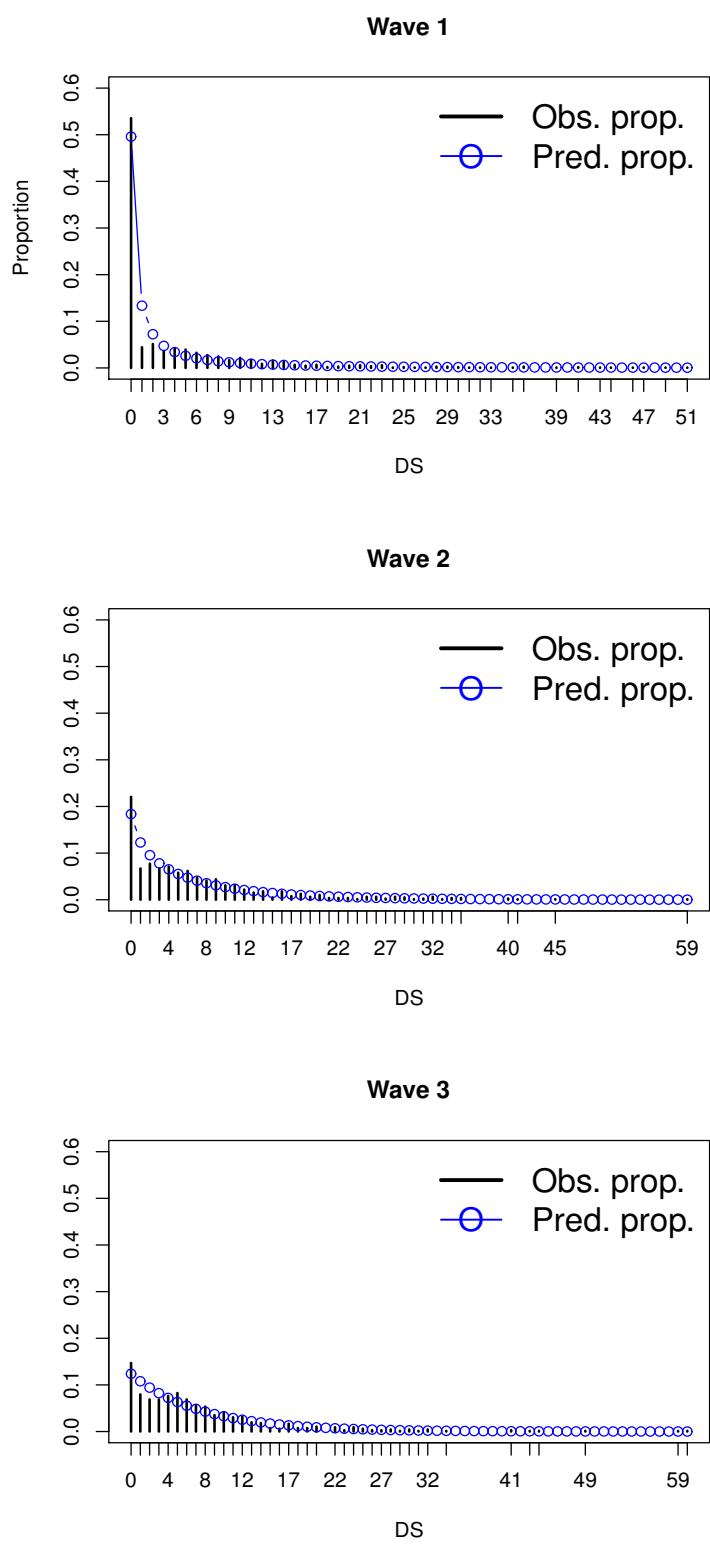 Wave 1
0.6
0.5
0.4
0.3
0.2
0.1
0.0
Proportion
Obs. prop.
Pred. prop.
0 3 6 9 13 17 21 25 29 33 39 43 47 51
DS
Wave 2
0.6
0.5
0.4
0.3
0.2
0.1
0.0
Obs. prop.
Pred. prop.
0 4 8 12 17 22 27 32 40 45 59
DS
Wave 3
0.6
0.5
0.4
0.3
0.2
0.1
0.0
Obs. prop.
Pred. prop.
0 4 8 12 17 22 27 32 41 49 59
DS